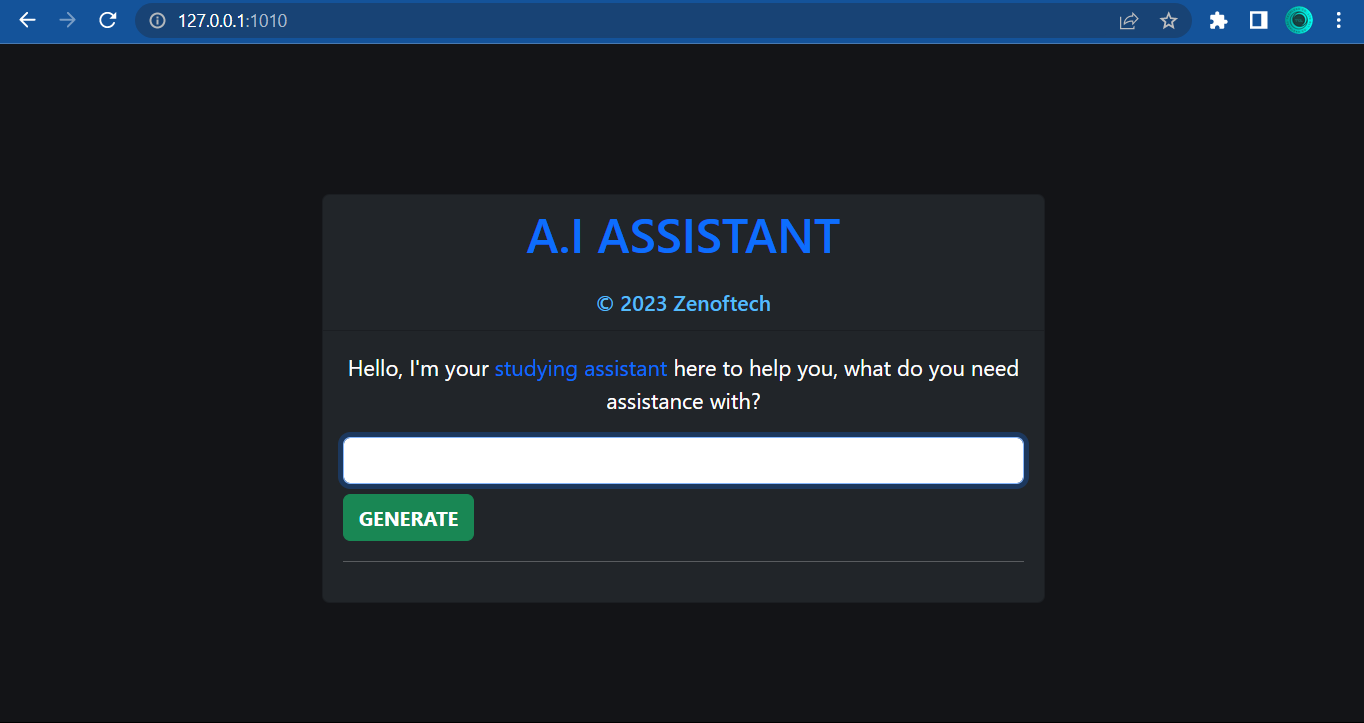 127.0.0.1:1010
A.I ASSISTANT
© 2023 Zenoftech
Hello, I'm your studying assistant here to help you, what do you need
assistance with?
GENERATE